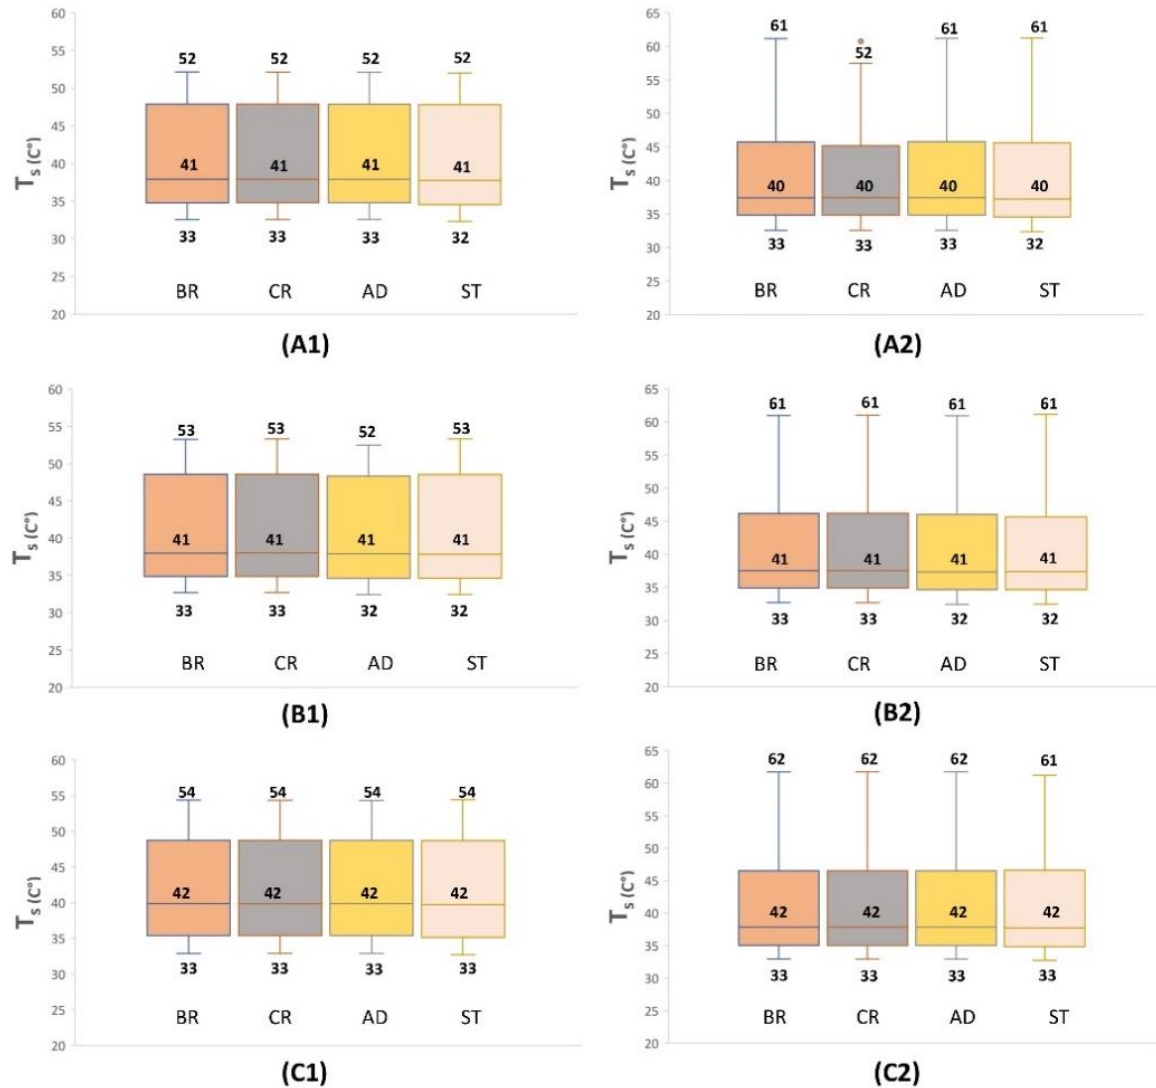 60
55
50
45
40
35
30
25
20
Ts (C°)
52 52 52 52
41 41 41 41
33 33 33 32
BR CR AD ST
(A1)
65
60
55
50
45
40
35
30
25
20
Ts (C°)
61 52 61 61
40 40 40 40
33 33 33 32
BR CR AD ST
(A2)
60
55
50
45
40
35
30
25
20
Ts (C°)
53 53 52 53
41 41 41 41
33 33 32 32
BR CR AD ST
(B1)
65
60
55
50
45
40
35
30
25
20
Ts (C°)
61 61 61 61
41 41 41 41
33 33 32 32
BR CR AD ST
(B2)
60
55
50
45
40
35
30
25
20
Ts (C°)
54 54 54 54
42 42 42 42
33 33 33 33
BR CR AD ST
(C1)
65
60
55
50
45
40
35
30
25
20
Ts (C°)
62 62 62 61
42 42 42 42
33 33 33 33
BR CR AD ST
(C2)